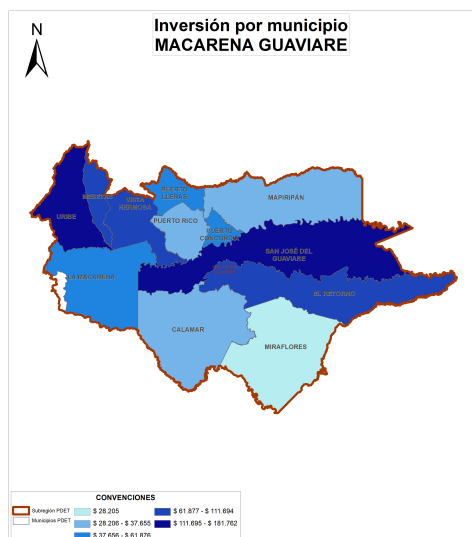 Inversión por municipio
MACARENA GUAVIARE
N
MESETAS
PUERTO
LLERAS
VISTA
HERMOSA
MAPIRIPÁN
URIBE
PUERTO RICO
PUERTO
CONCORDIA
SAN JOSÉ DEL
GUAVIARE
LA MACARENA
EL RETORNO
CALAMAR
MIRAFLORES
CONVENCIONES
Subregión PDET
$ 28.205
$ 61.877 - $ 111.694
Municipios PDET
$ 28.206 - $ 37.655
$ 111.695 - $ 181.762
$ 37.656 - $ 61.876